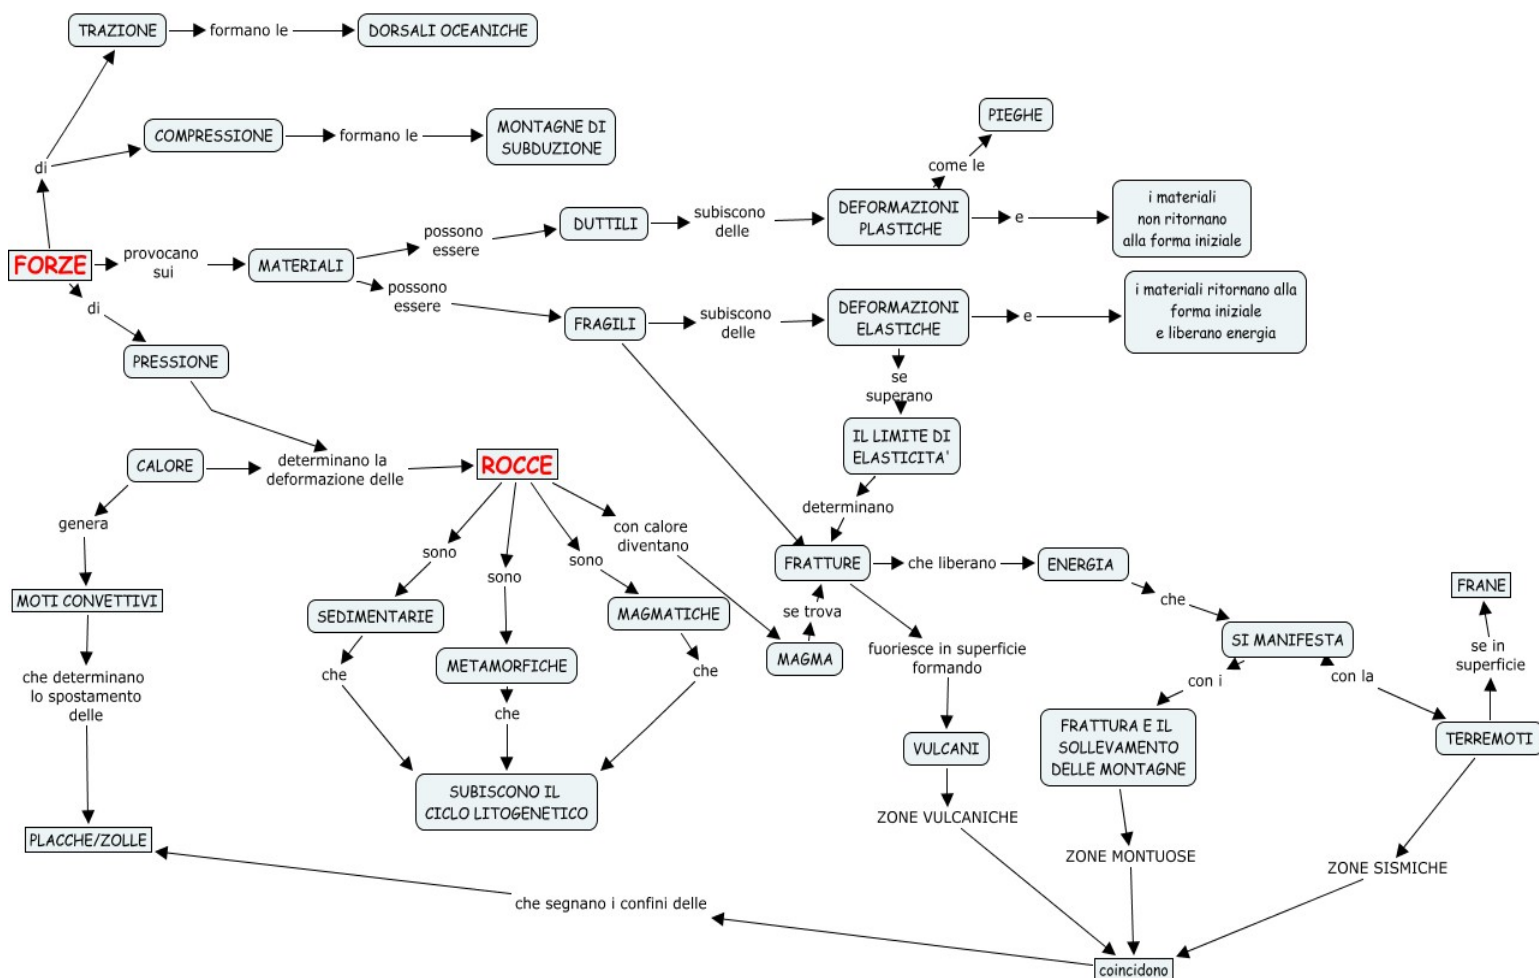 TRAZIONE
formano le
DORSALI OCEANICHE
COMPRESSIONE
formano le
MONTAGNE DI
SUBDUZIONE
di
PIEGHE
come le
FORZE
provocano
sui
MATERIALI
possono
essere
DUTTILI
subiscono
delle
DEFORMAZIONI
PLASTICHE
e
i materiali
non ritornano
alla forma iniziale
possono
essere
FRAGILI
subiscono
delle
DEFORMAZIONI
ELASTICHE
e
i materiali ritornano alla
forma iniziale
e liberano energia
di
PRESSIONE
se
superano
IL LIMITE DI
ELASTICITA'
determinano
CALORE
determinano la
deformazione delle
ROCCE
genera
MOTI CONVETTIVI
che determinano
lo spostamento
delle
PLACCHE/ZOLLE
sono
SEDIMENTARIE
che
sono
METAMORFICHE
che
sono
MAGMATICHE
che
SUBISCONO IL
CICLO LITOGENETICO
con calore
diventano
MAGMA
se trova
FRATTURE
che liberano
ENERGIA
che
SI MANIFESTA
fuoriesce in superficie
formando
VULCANI
ZONE VULCANICHE
con i
FRATTURA E IL
SOLLEVAMENTO
DELLE MONTAGNE
ZONE MONTUOSE
con la
TERREMOTI
se in
superficie
FRANE
ZONE SISMICHE
coincidono
che segnano i confini delle